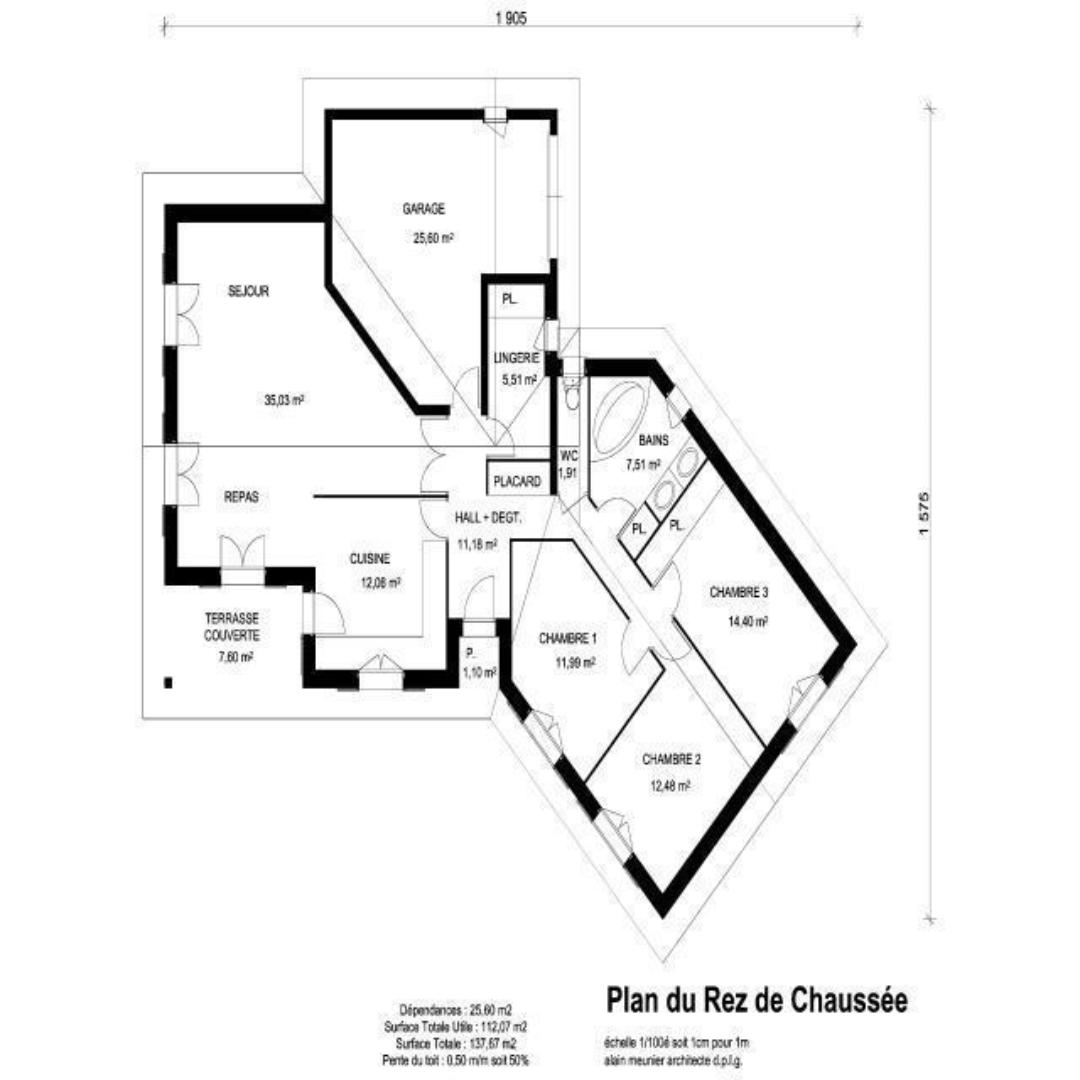 1 905
GARAGE
25,60 m²
SEJOUR
PL.
LINGERIE
5,51 m²
35,03 m²
BAINS
7,51 m²
WC
1,91
PLACARD
REPAS
HALL + DEGT.
11,18 m²
PL.
PL.
1 575
CUISINE
12,08 m²
CHAMBRE 3
14,40 m²
TERRASSE
COUVERTE
7,60 m²
CHAMBRE 1
11,99 m²
P.
1,10 m²
CHAMBRE 2
12,48 m²
Plan du Rez de Chaussée
Dépendances : 25,60 m2
Surface Totale Utile : 112,07 m2
Surface Totale : 137,67 m2
Pente du toit : 0,50 m/m soit 50%
échelle 1/100è soit 1cm pour 1m
alain meunier architecte d.p.l.g.